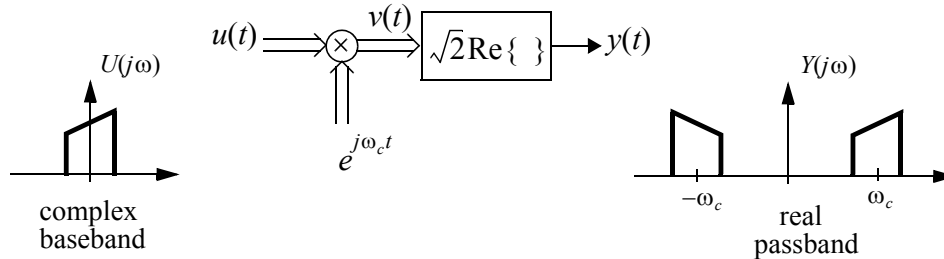 u(t)
v(t)
×
√2Re{ }
y(t)
e^{jω_c t}
U(jω)
complex
baseband
Y(jω)
−ω_c
ω_c
real
passband